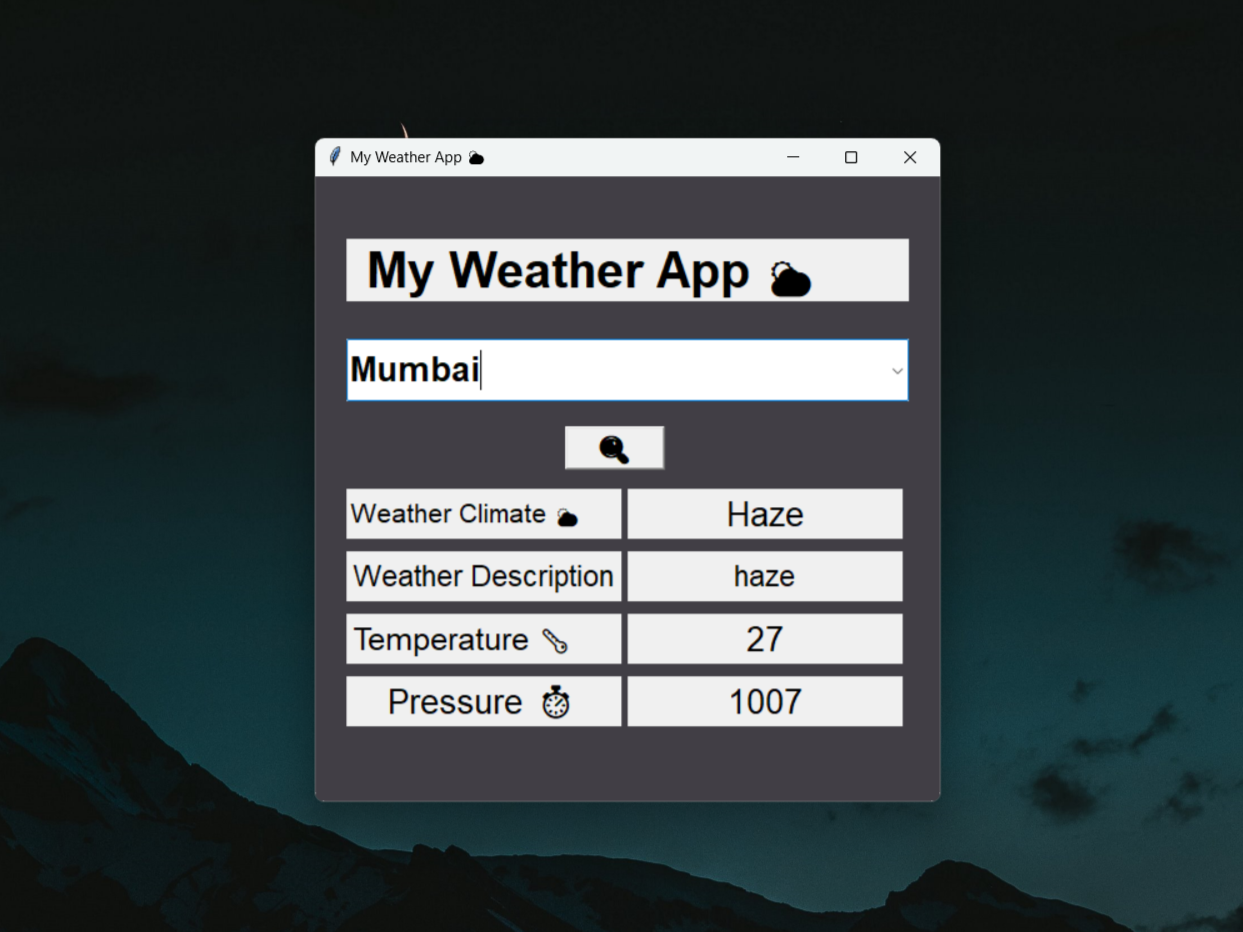 My Weather App
My Weather App
Mumbai
Weather Climate Haze
Weather Description haze
Temperature 27
Pressure 1007